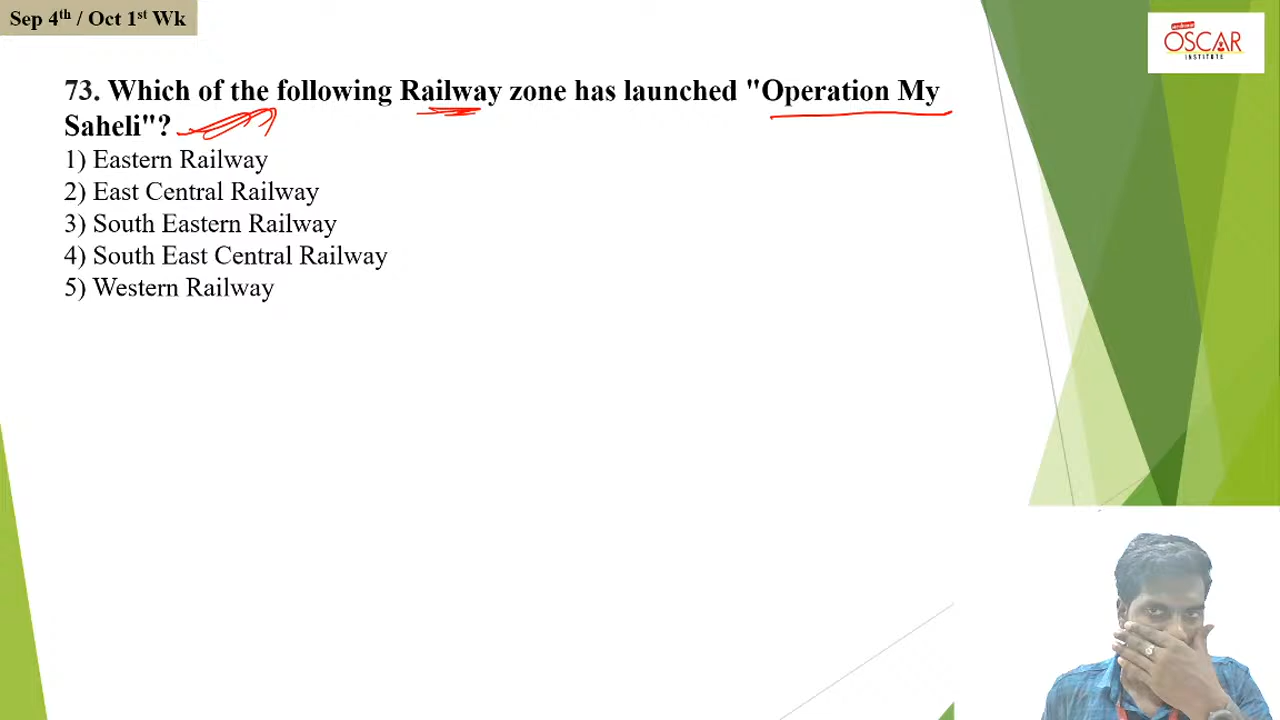 Sep 4th / Oct 1st Wk
OSCAR
INSTITUTE
73. Which of the following Railway zone has launched "Operation My
Saheli"?
1) Eastern Railway
2) East Central Railway
3) South Eastern Railway
4) South East Central Railway
5) Western Railway